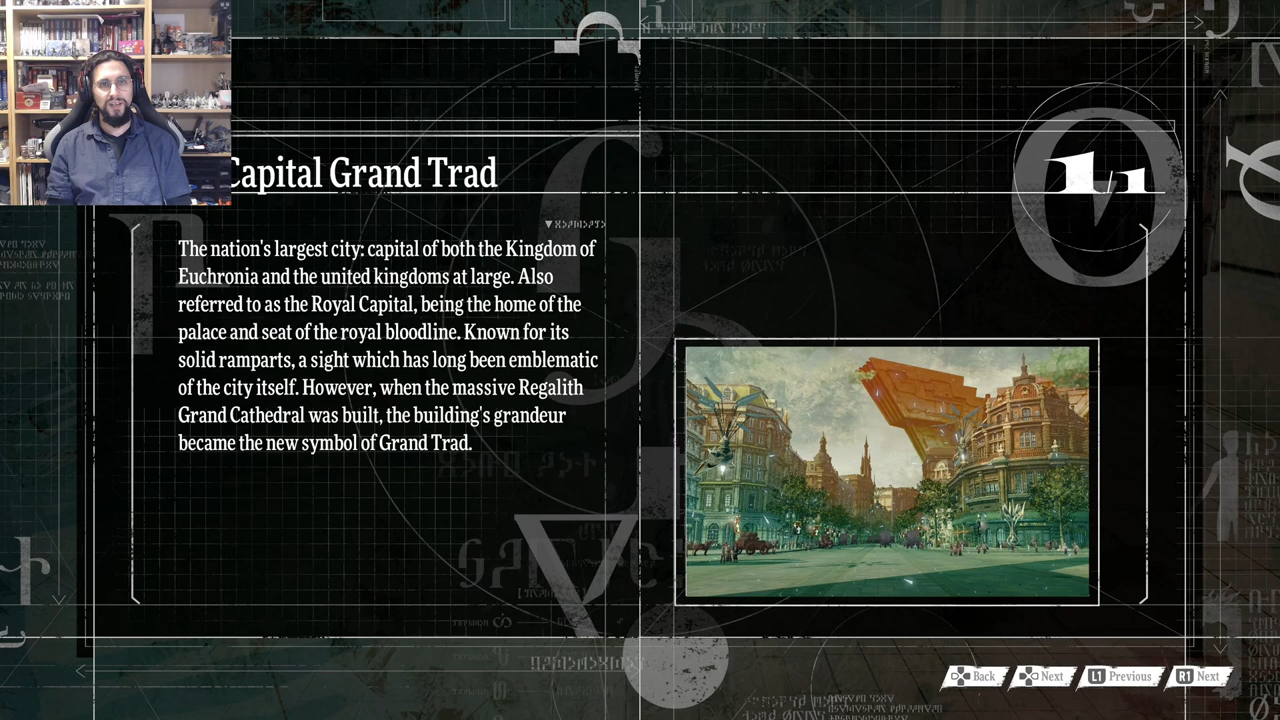 Capital Grand Trad
1/1
The nation's largest city: capital of both the Kingdom of
Euchronia and the united kingdoms at large. Also
referred to as the Royal Capital, being the home of the
palace and seat of the royal bloodline. Known for its
solid ramparts, a sight which has long been emblematic
of the city itself. However, when the massive Regalith
Grand Cathedral was built, the building's grandeur
became the new symbol of Grand Trad.
Back
Next
L1 Previous
R1 Next